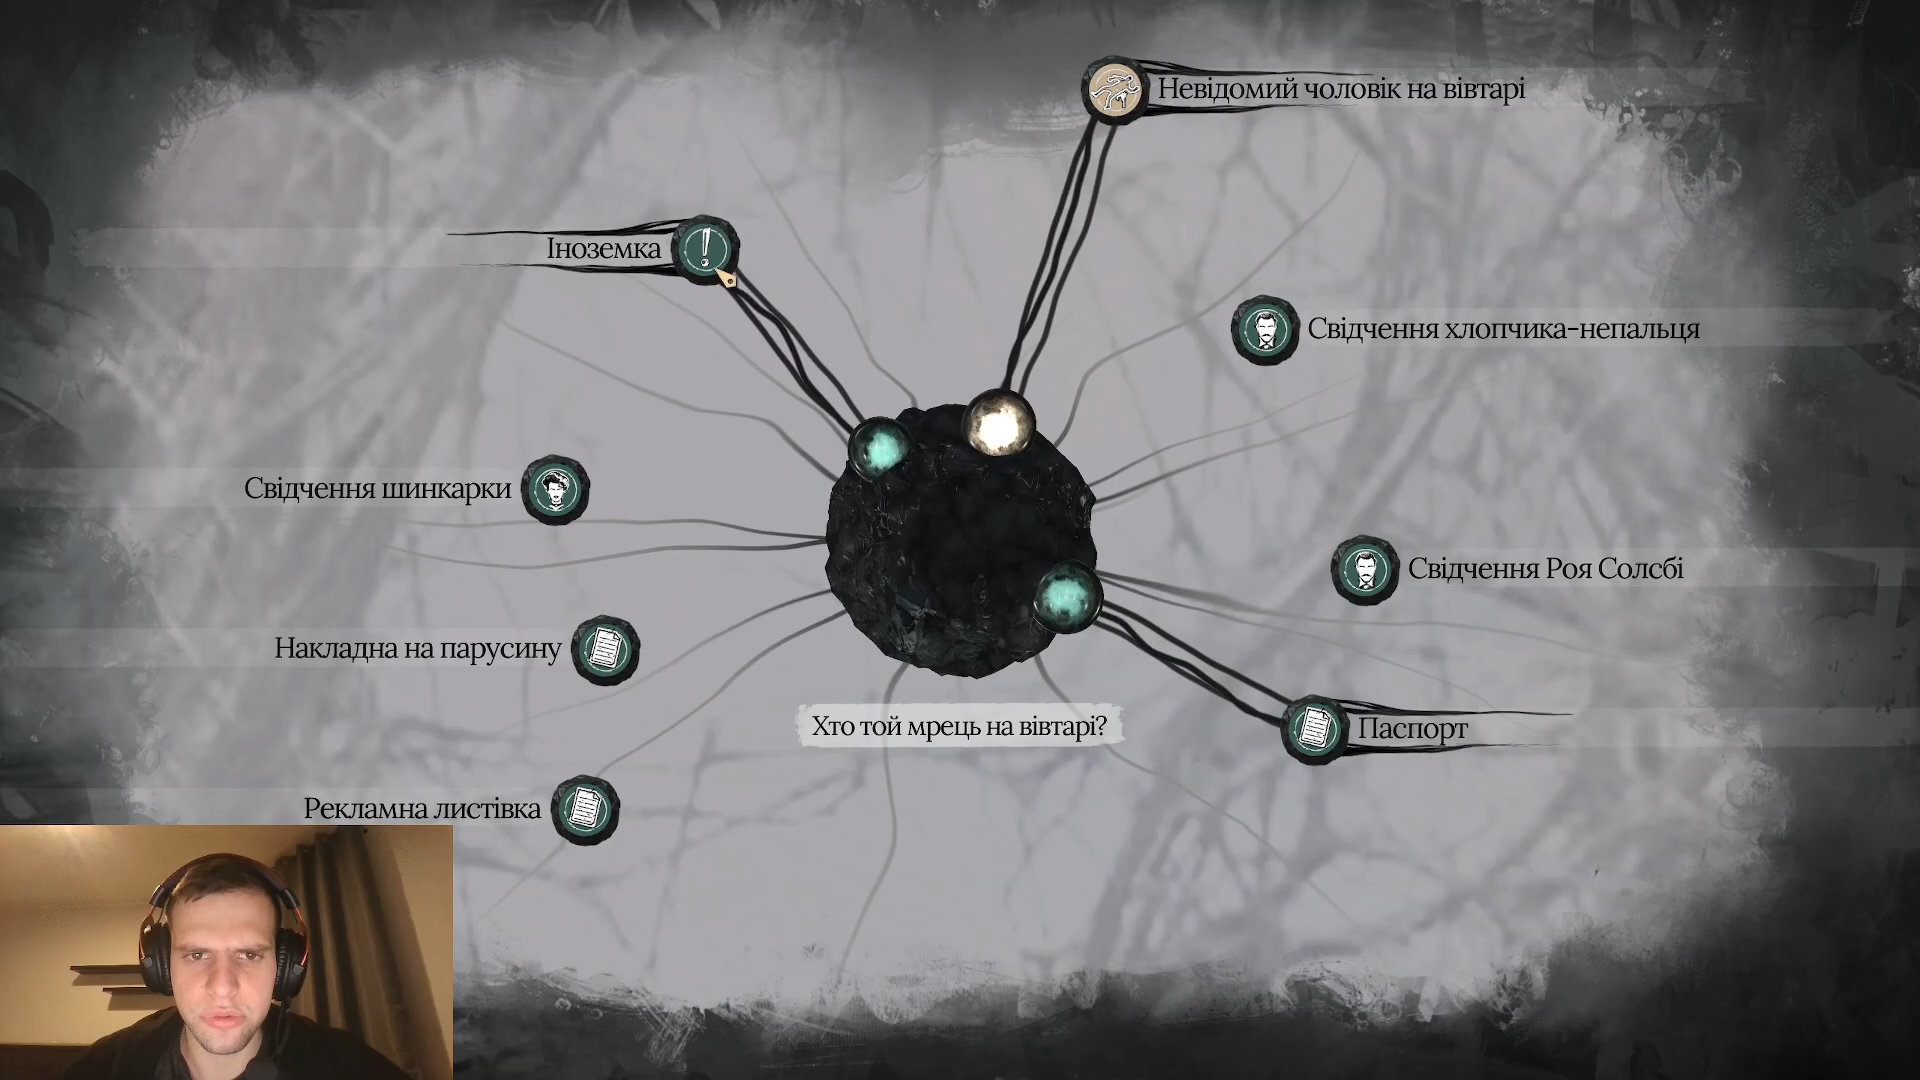 Невідомий чоловік на вівтарі
Іноземка
Свідчення хлопчика-непальця
Свідчення шинкарки
Свідчення Роя Солсбі
Накладна на парусину
Хто той мрець на вівтарі?
Паспорт
Рекламна листівка